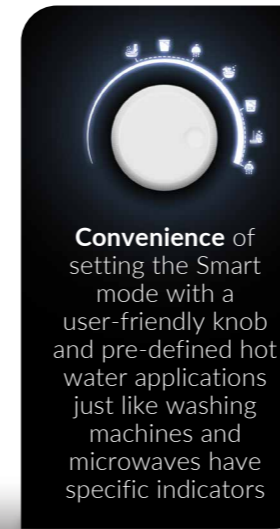 Convenience of
setting the Smart
mode with a
user-friendly knob
and pre-defined hot
water applications
just like washing
machines and
microwaves have
specific indicators